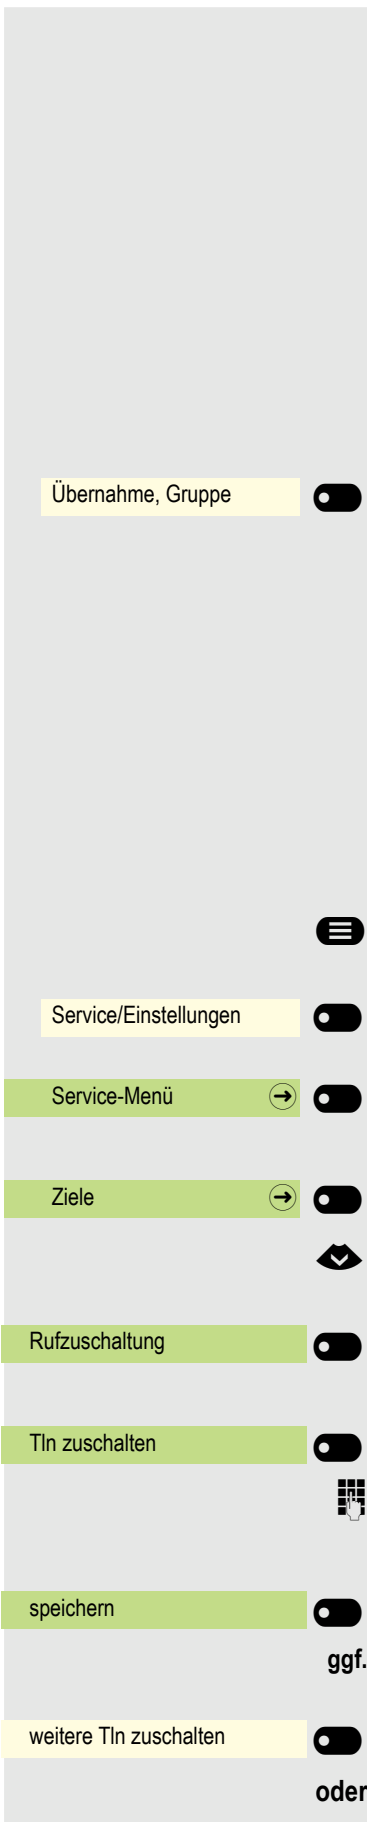 Übernahme, Gruppe
Service/Einstellungen
Service-Menü
Ziele
Rufzuschaltung
Tln zuschalten
speichern
ggf.
weitere Tln zuschalten
oder